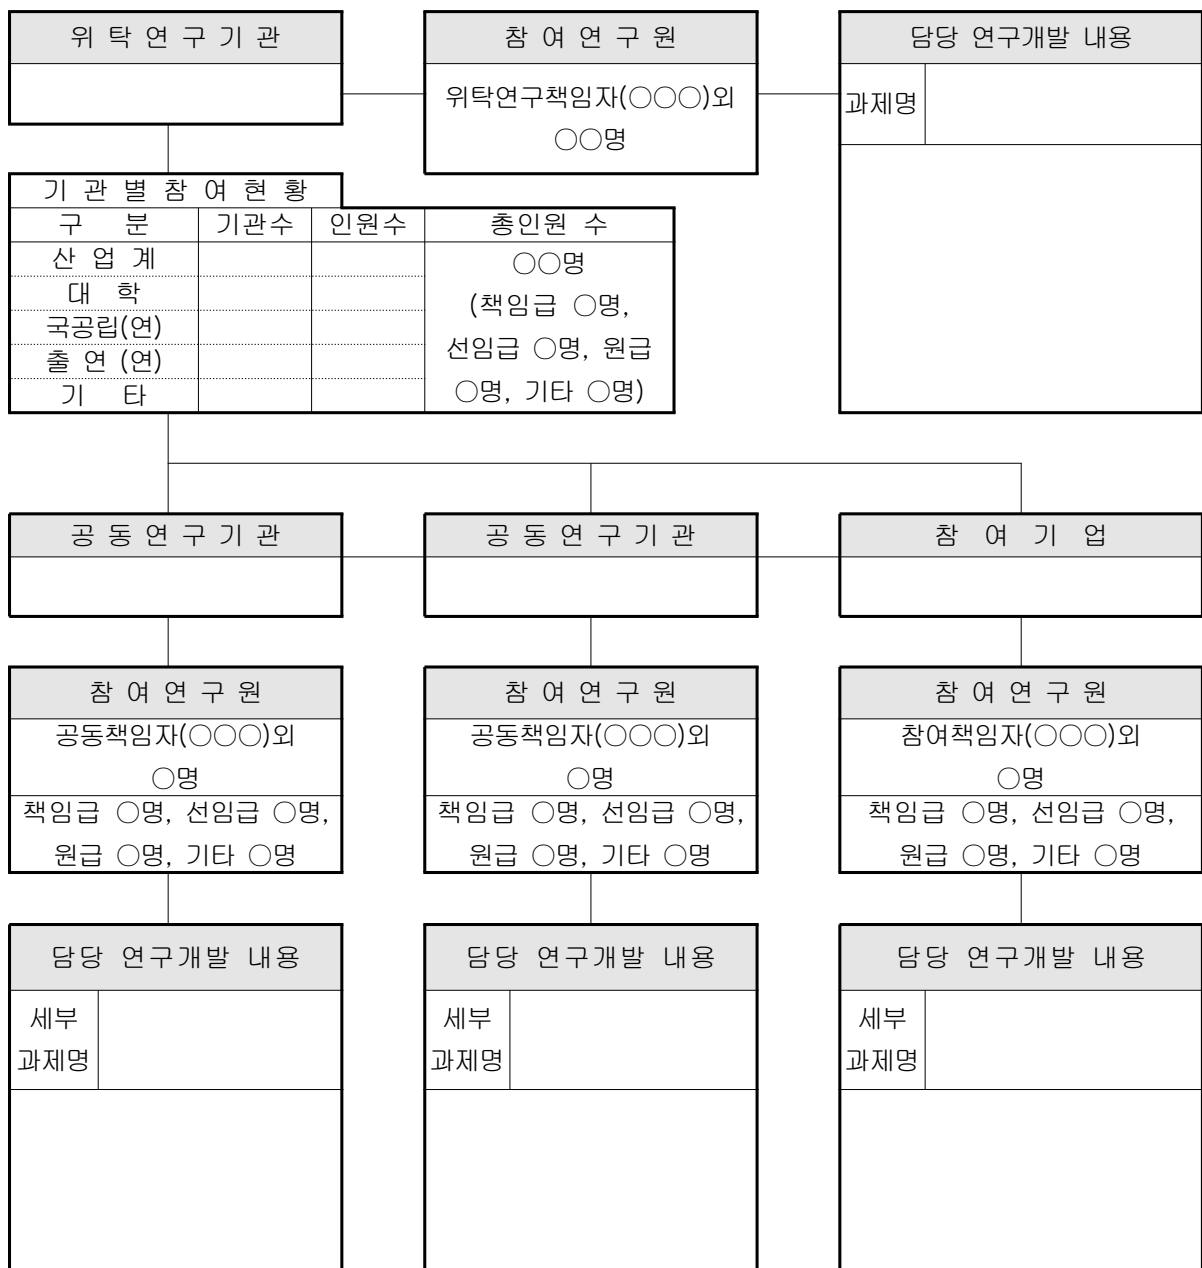 위 탁 연 구 기 관
참 여 연 구 원
위탁연구책임자(○○○)외
○○명
담당 연구개발 내용
과제명
기 관 별 참 여 현 황
구 분 기관수 인원수 총인원 수
산 업 계
대 학
국공립(연)
출 연 (연)
기 타
○○명
(책임급 ○명,
선임급 ○명, 원급
○명, 기타 ○명)
공 동 연 구 기 관
공 동 연 구 기 관
참 여 기 업
참 여 연 구 원
공동책임자(○○○)외
○명
책임급 ○명, 선임급 ○명,
원급 ○명, 기타 ○명
참 여 연 구 원
공동책임자(○○○)외
○명
책임급 ○명, 선임급 ○명,
원급 ○명, 기타 ○명
참 여 연 구 원
참여책임자(○○○)외
○명
책임급 ○명, 선임급 ○명,
원급 ○명, 기타 ○명
담당 연구개발 내용
세부
과제명
담당 연구개발 내용
세부
과제명
담당 연구개발 내용
세부
과제명